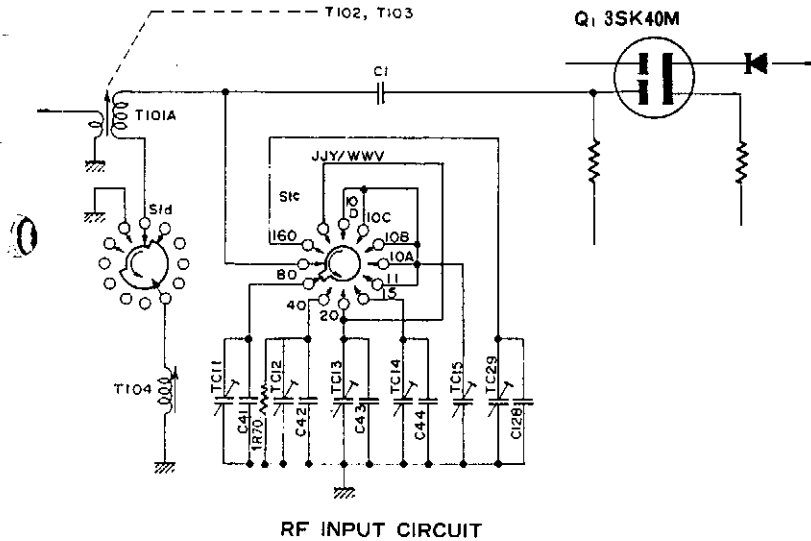 T102, T103
Q1 3SK40M
C1
T101A
JJY/WWV
S1d
S1c
10D
10C
160
10B
10A
80
11
15
40
20
T104
TC11
C41
1R70
TC12
C42
TC13
C43
TC14
C44
TC15
TC29
C128
RF INPUT CIRCUIT